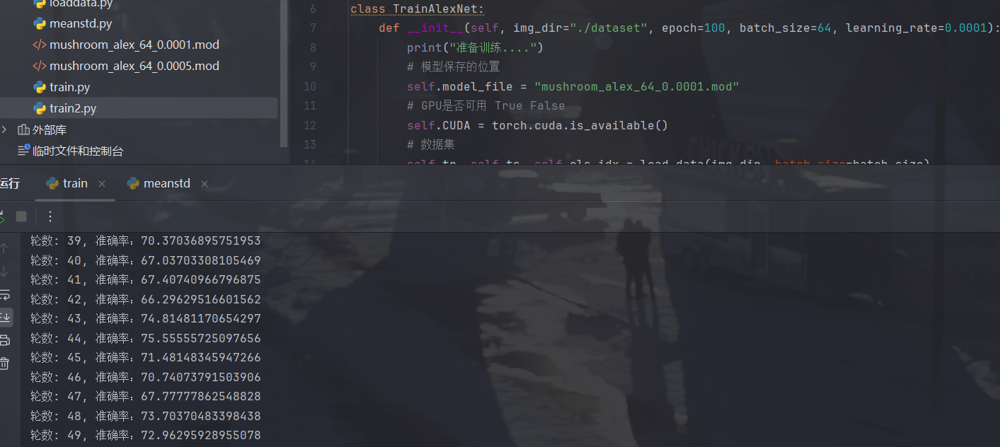 loaddata.py
meanstd.py
mushroom_alex_64_0.0001.mod
mushroom_alex_64_0.0005.mod
train.py
train2.py
外部库
临时文件和控制台
6 class TrainAlexNet:
7 def __init__(self, img_dir="./dataset", epoch=100, batch_size=64, learning_rate=0.0001):
8 print("准备训练....")
9 # 模型保存的位置
10 self.model_file = "mushroom_alex_64_0.0001.mod"
11 # GPU是否可用 True False
12 self.CUDA = torch.cuda.is_available()
13 # 数据集
14 self.tr, self.ts, self.cls_idx = load_data(img_dir, batch_size=batch_size)
运行 train meanstd
轮数: 39, 准确率：70.37036895751953
轮数: 40, 准确率：67.03703308105469
轮数: 41, 准确率：67.40740966796875
轮数: 42, 准确率：66.29629516601562
轮数: 43, 准确率：74.81481170654297
轮数: 44, 准确率：75.55555725097656
轮数: 45, 准确率：71.48148345947266
轮数: 46, 准确率：70.74073791503906
轮数: 47, 准确率：67.77777862548828
轮数: 48, 准确率：73.70370483398438
轮数: 49, 准确率：72.96295928955078